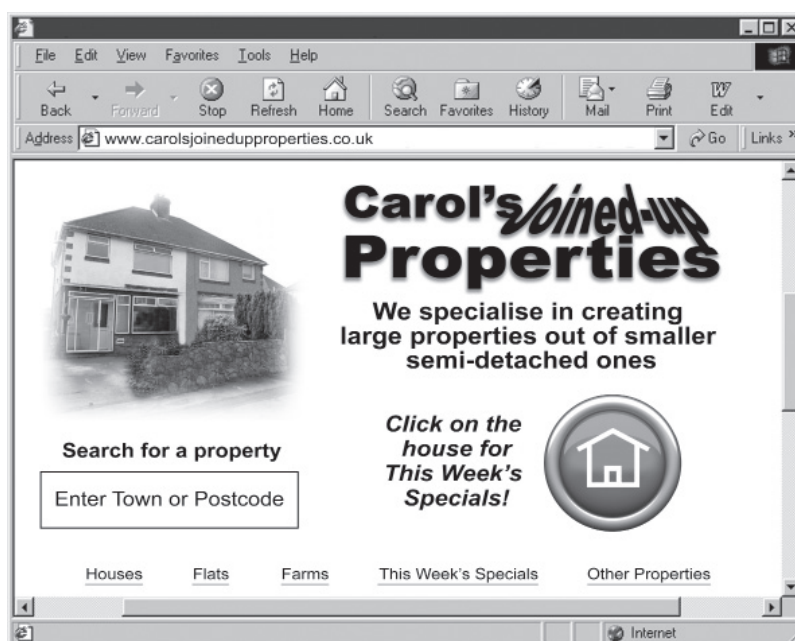 File Edit View Favorites Tools Help
Back Forward Stop Refresh Home Search Favorites History Mail Print Edit
Address www.carolsjoinedupproperties.co.uk Go Links »
Carol's Joined-up
Properties
We specialise in creating
large properties out of smaller
semi-detached ones
Click on the
house for
This Week's
Specials!
Search for a property
Enter Town or Postcode
Houses Flats Farms This Week's Specials Other Properties
Internet